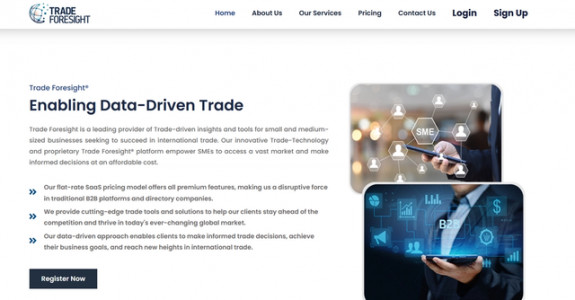 TRADE
FORESIGHT
Home
About Us
Our Services
Pricing
Contact Us
Login
Sign Up
Trade Foresight®
Enabling Data-Driven Trade
Trade Foresight is a leading provider of Trade-driven insights and tools for small and medium-
sized businesses seeking to succeed in international trade. Our innovative Trade-Technology
and proprietary Trade Foresight® platform empower SMEs to access a vast market and make
informed decisions at an affordable cost.
Our flat-rate SaaS pricing model offers all premium features, making us a disruptive force
in traditional B2B platforms and directory companies.
We provide cutting-edge trade tools and solutions to help our clients stay ahead of the
competition and thrive in today's ever-changing global market.
Our data-driven approach enables clients to make informed trade decisions, achieve
their business goals, and reach new heights in international trade.
Register Now
SME
B2B